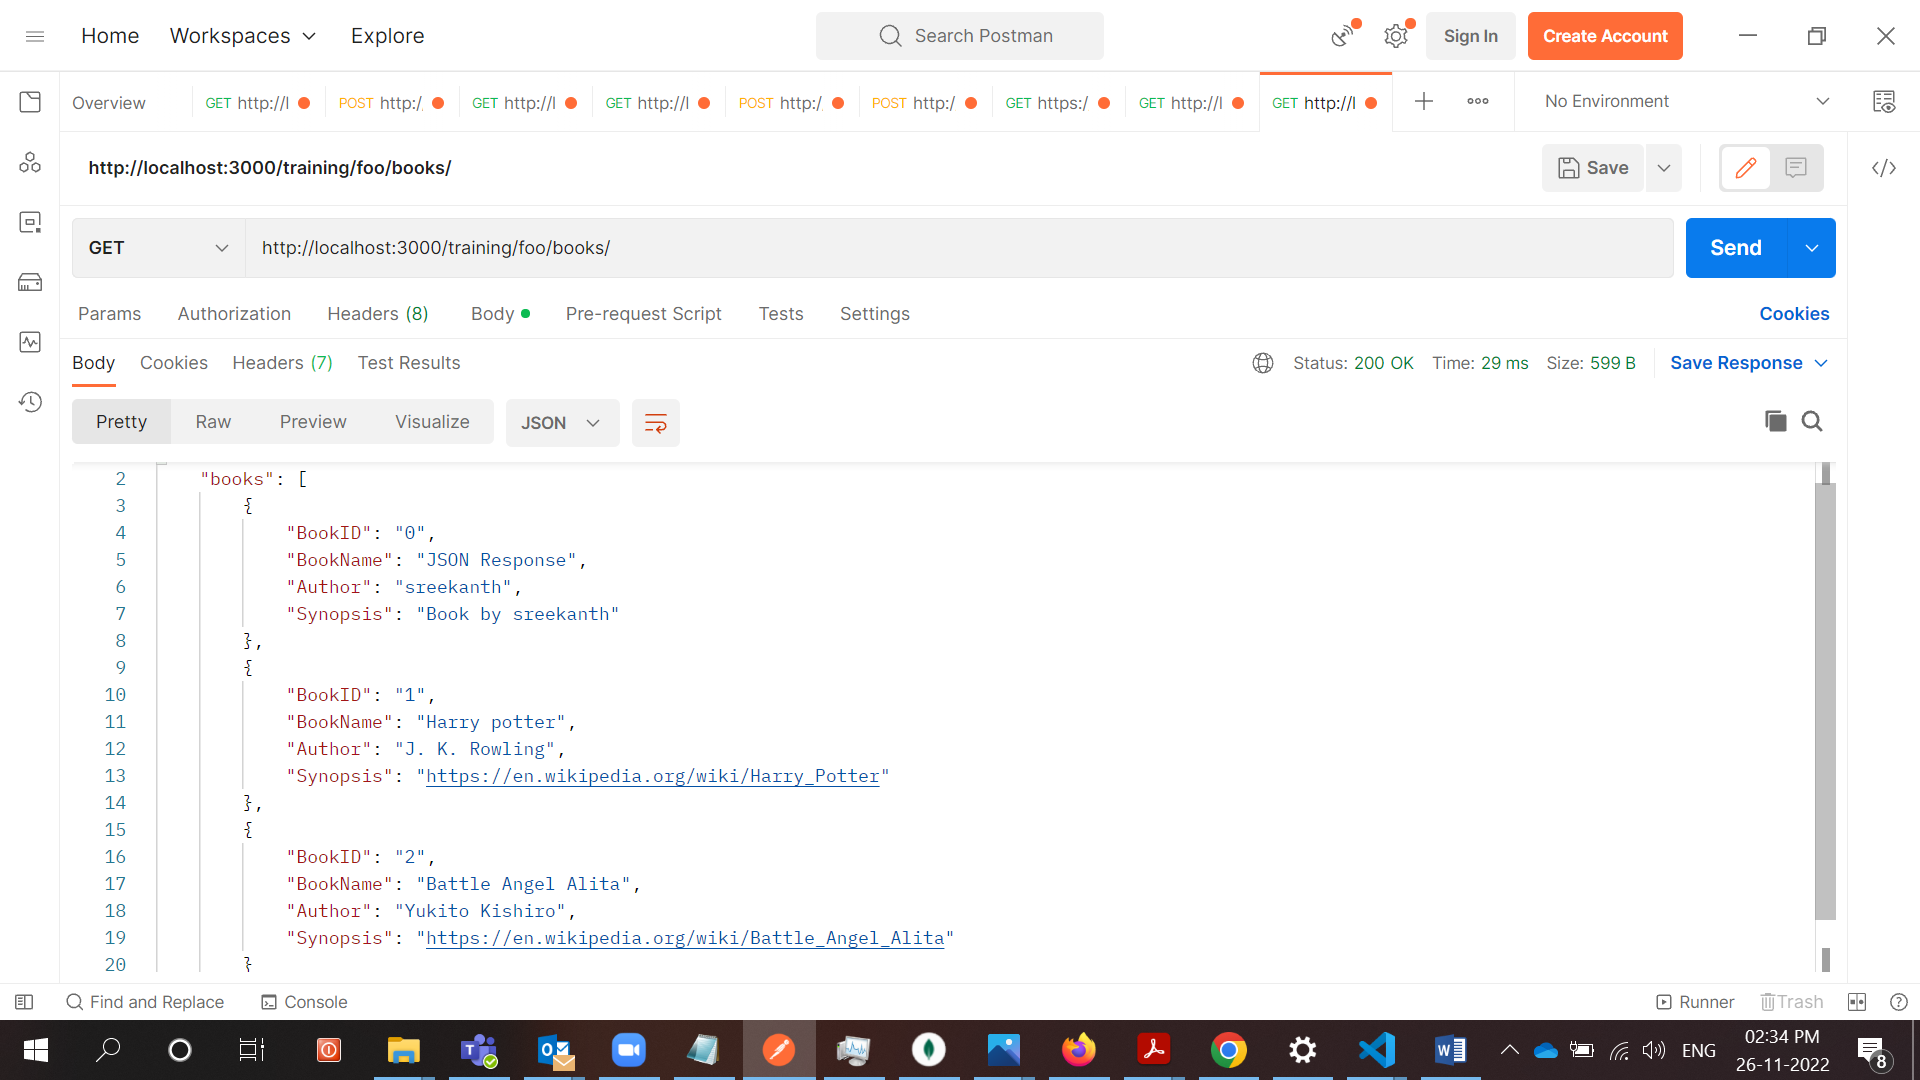 Home Workspaces Explore Search Postman Sign In Create Account
Overview GET http://l POST http:/ GET http://l GET http://l POST http:/ POST http:/ GET https:/ GET http://l GET http://l No Environment
http://localhost:3000/training/foo/books/ Save
GET http://localhost:3000/training/foo/books/ Send
Params Authorization Headers (8) Body Pre-request Script Tests Settings Cookies
Body Cookies Headers (7) Test Results Status: 200 OK Time: 29 ms Size: 599 B Save Response
Pretty Raw Preview Visualize JSON
2 "books": [
3 {
4 "BookID": "0",
5 "BookName": "JSON Response",
6 "Author": "sreekanth",
7 "Synopsis": "Book by sreekanth"
8 },
9 {
10 "BookID": "1",
11 "BookName": "Harry potter",
12 "Author": "J. K. Rowling",
13 "Synopsis": "https://en.wikipedia.org/wiki/Harry_Potter"
14 },
15 {
16 "BookID": "2",
17 "BookName": "Battle Angel Alita",
18 "Author": "Yukito Kishiro",
19 "Synopsis": "https://en.wikipedia.org/wiki/Battle_Angel_Alita"
20 }
Find and Replace Console Runner Trash
ENG 02:34 PM
26-11-2022 8